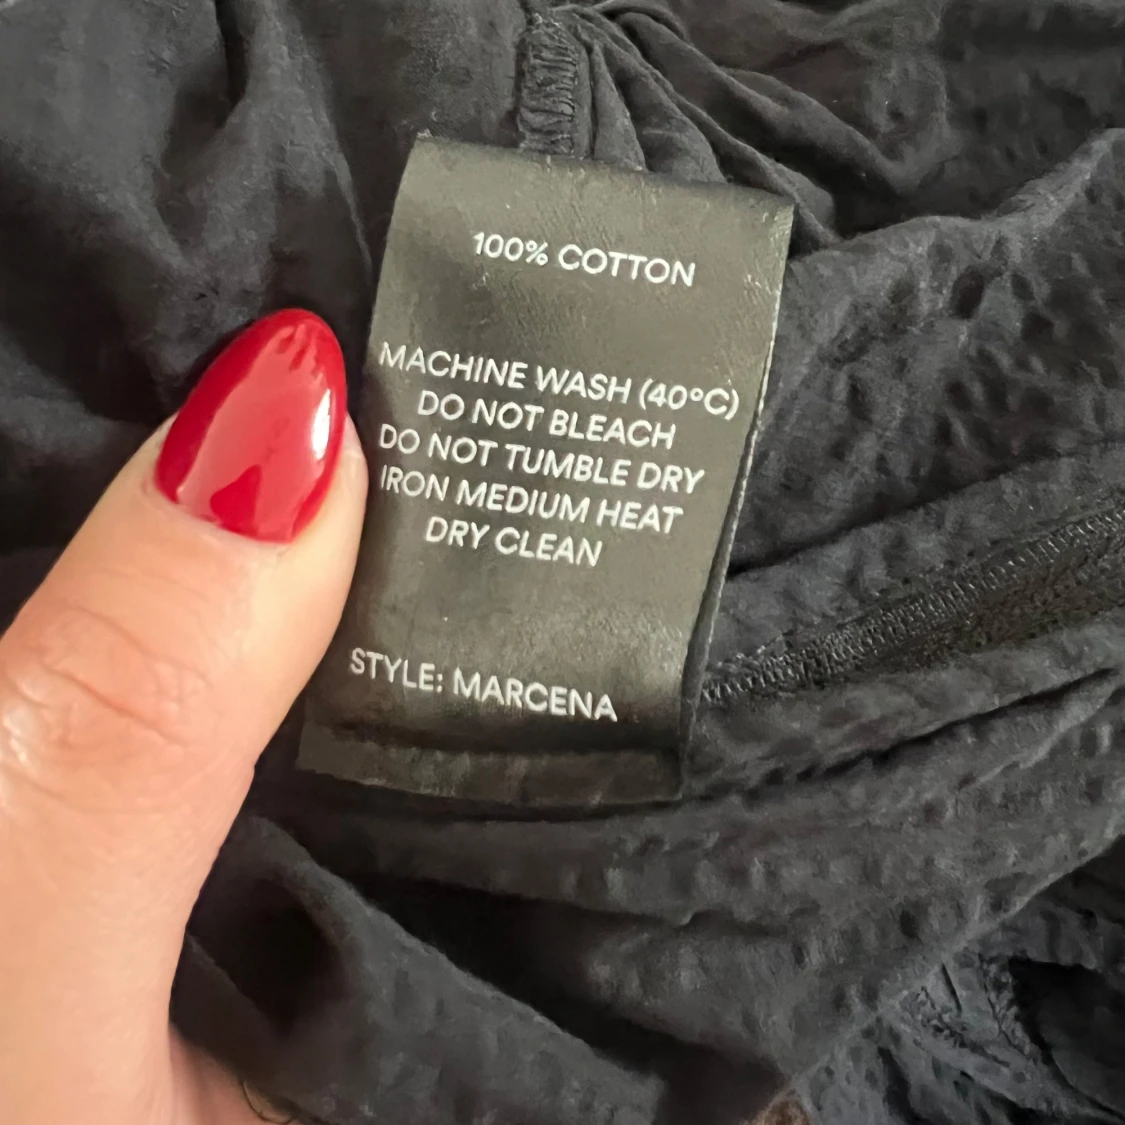 100% COTTON
MACHINE WASH (40°C)
DO NOT BLEACH
DO NOT TUMBLE DRY
IRON MEDIUM HEAT
DRY CLEAN
STYLE: MARCENA